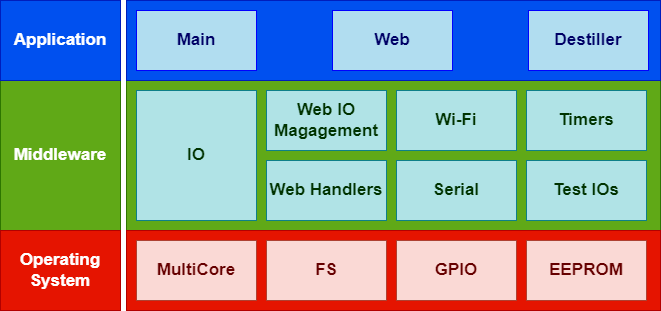 Application
Main
Web
Destiller
Middleware
IO
Web IO
Magagement
Wi-Fi
Timers
Web Handlers
Serial
Test IOs
Operating
System
MultiCore
FS
GPIO
EEPROM